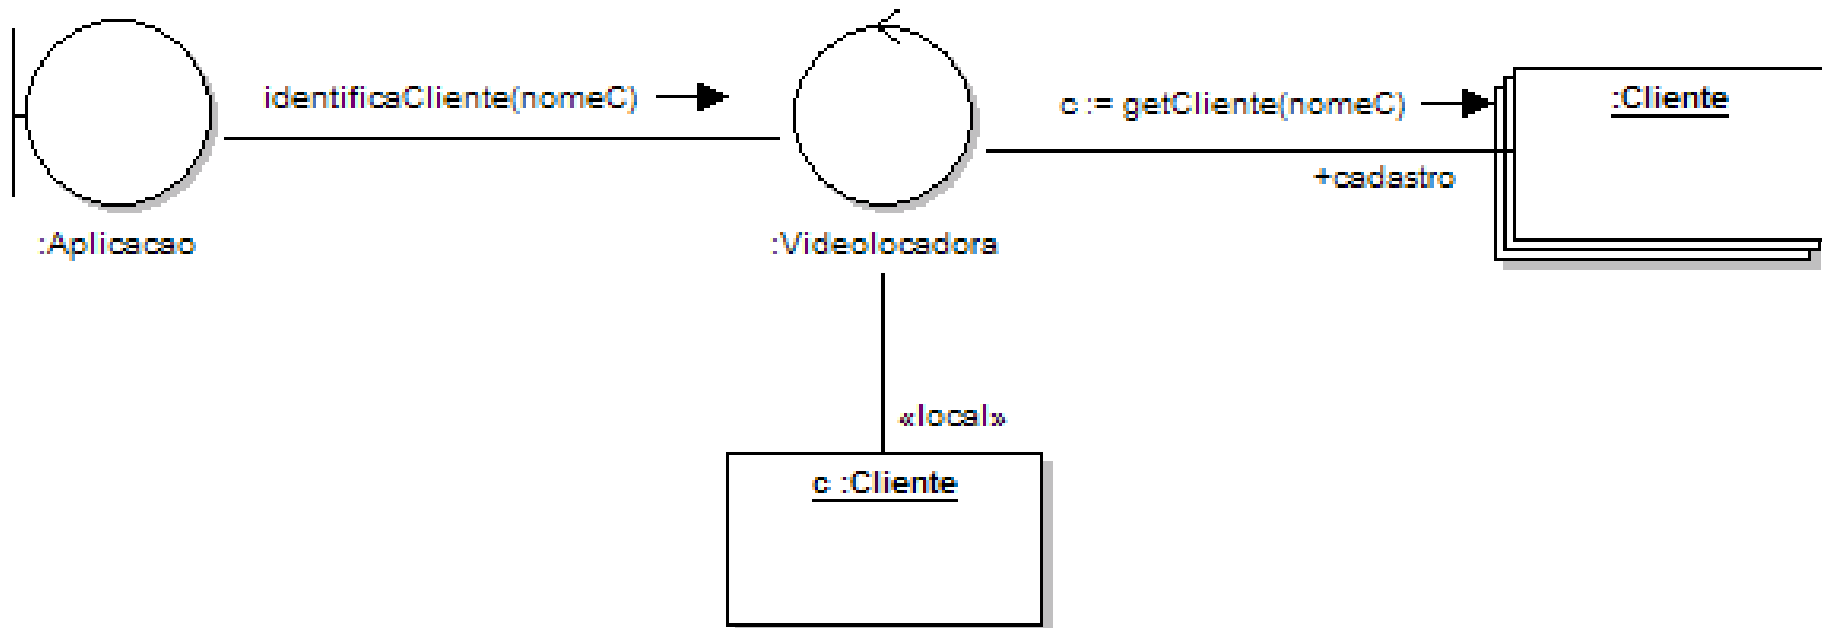 identificaCliente(nomeC)
c := getCliente(nomeC)
:Cliente
+cadastro
:Aplicacao
:Videolocadora
«local»
c :Cliente